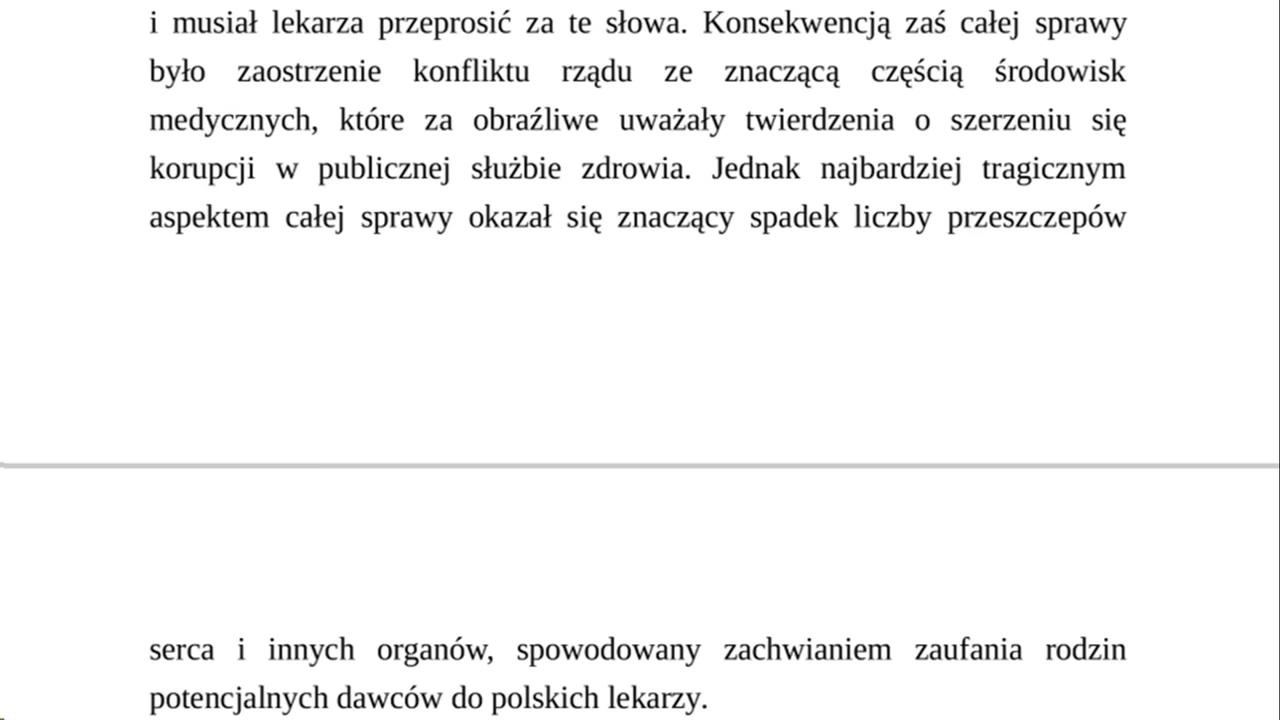 i musiał lekarza przeprosić za te słowa. Konsekwencją zaś całej sprawy
było zaostrzenie konfliktu rządu ze znaczącą częścią środowisk
medycznych, które za obraźliwe uważały twierdzenia o szerzeniu się
korupcji w publicznej służbie zdrowia. Jednak najbardziej tragicznym
aspektem całej sprawy okazał się znaczący spadek liczby przeszczepów
serca i innych organów, spowodowany zachwianiem zaufania rodzin
potencjalnych dawców do polskich lekarzy.